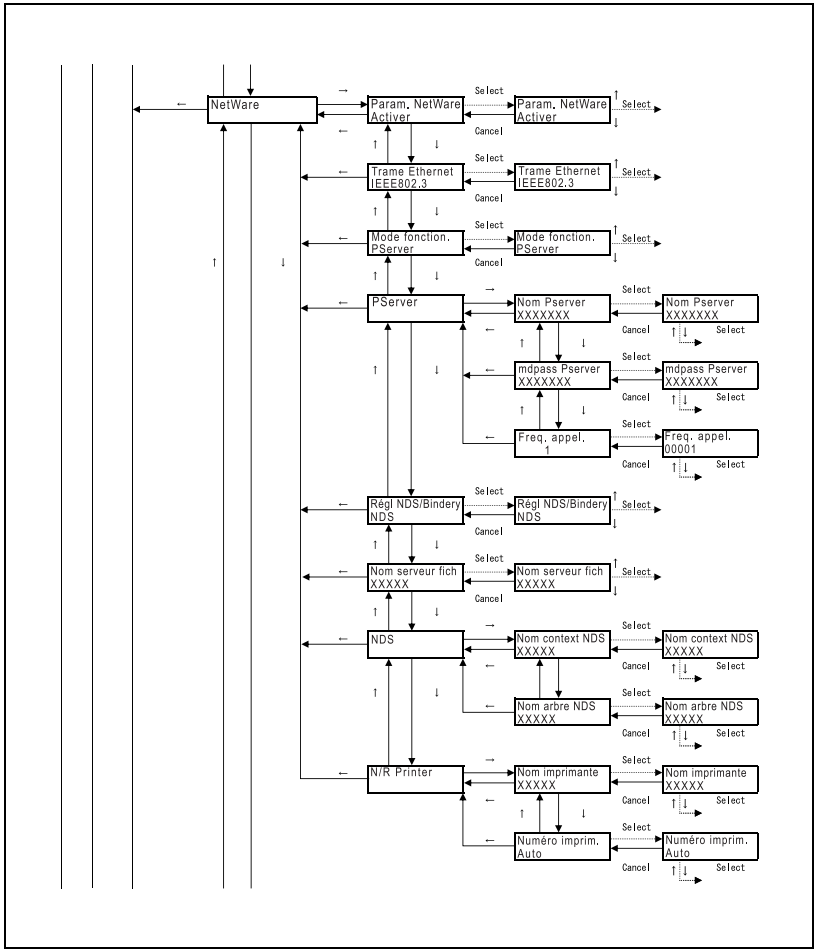 NetWare
→
←
←
Param. NetWare
Activer
Select
Cancel
Param. NetWare
Activer
↑
Select
↓
↑
↓
←
Trame Ethernet
IEEE802.3
Select
Cancel
Trame Ethernet
IEEE802.3
↑
Select
↓
↑
↓
←
Mode fonction.
PServer
Select
Cancel
Mode fonction.
PServer
↑
Select
↓
↑
↓
↑
↓
←
PServer
→
←
Nom Pserver
XXXXXXX
Select
Cancel
Nom Pserver
XXXXXXX
↑
↓
Select
↑
↓
↑
↓
←
mdpass Pserver
XXXXXXX
Select
Cancel
mdpass Pserver
XXXXXXX
↑
↓
Select
↑
↓
←
Freq. appel.
1
Select
Cancel
Freq. appel.
00001
↑
↓
Select
←
Régl NDS/Bindery
NDS
Select
Cancel
Régl NDS/Bindery
NDS
↑
Select
↓
↑
↓
←
Nom serveur fich
XXXXX
Select
Cancel
Nom serveur fich
XXXXX
↑
Select
↓
↑
↓
←
NDS
→
←
Nom context NDS
XXXXX
Select
Cancel
Nom context NDS
XXXXX
↑
↓
Select
↑
↓
←
Nom arbre NDS
XXXXX
Select
Cancel
Nom arbre NDS
XXXXX
↑
↓
Select
←
N/R Printer
→
←
Nom imprimante
XXXXX
Select
Cancel
Nom imprimante
XXXXX
↑
↓
Select
↑
↓
←
Numéro imprim.
Auto
Select
Cancel
Numéro imprim.
Auto
↑
↓
Select